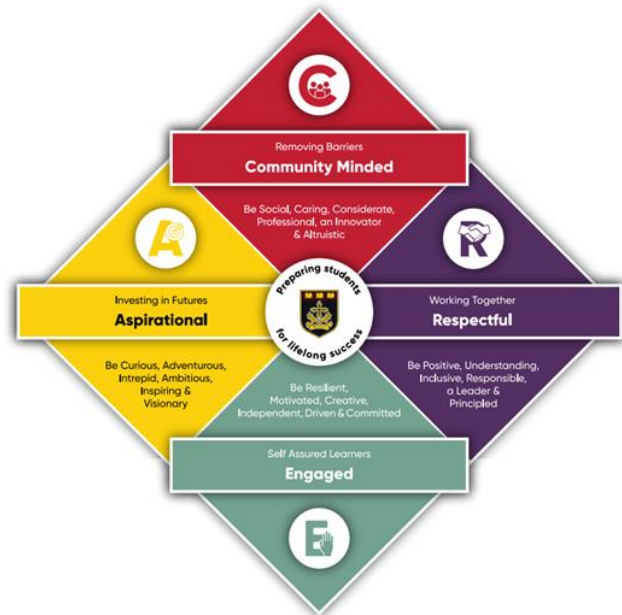 C
Removing Barriers
Community Minded
Be Social, Caring, Considerate,
Professional, an Innovator
& Altruistic
A
Investing in Futures
Aspirational
Be Curious, Adventurous,
Intrepid, Ambitious,
Inspiring &
Visionary
Preparing students
for lifelong success
R
Working Together
Respectful
Be Positive, Understanding,
Inclusive, Responsible,
a Leader &
Principled
Be Resilient,
Motivated, Creative,
Independent, Driven & Committed
Self Assured Learners
Engaged
E